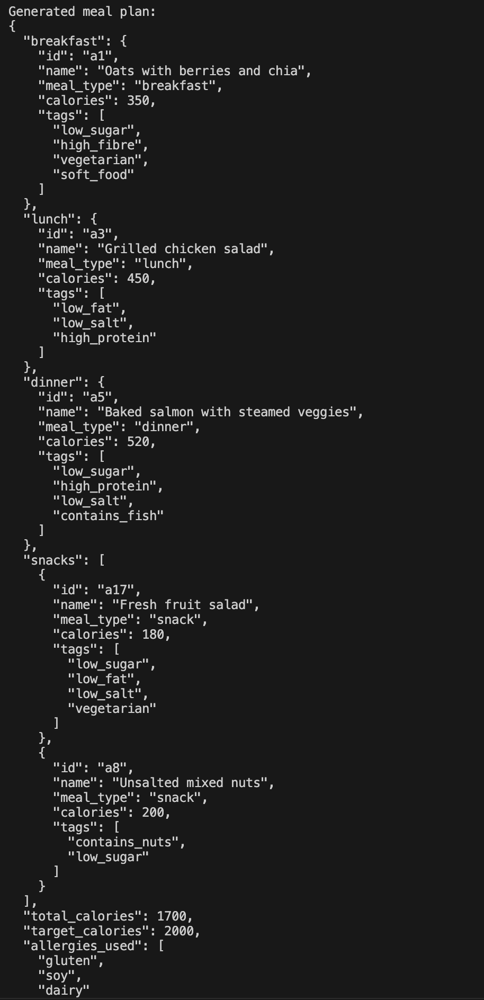 Generated meal plan:
{
  "breakfast": {
    "id": "a1",
    "name": "Oats with berries and chia",
    "meal_type": "breakfast",
    "calories": 350,
    "tags": [
      "low_sugar",
      "high_fibre",
      "vegetarian",
      "soft_food"
    ]
  },
  "lunch": {
    "id": "a3",
    "name": "Grilled chicken salad",
    "meal_type": "lunch",
    "calories": 450,
    "tags": [
      "low_fat",
      "low_salt",
      "high_protein"
    ]
  },
  "dinner": {
    "id": "a5",
    "name": "Baked salmon with steamed veggies",
    "meal_type": "dinner",
    "calories": 520,
    "tags": [
      "low_sugar",
      "high_protein",
      "low_salt",
      "contains_fish"
    ]
  },
  "snacks": [
    {
      "id": "a17",
      "name": "Fresh fruit salad",
      "meal_type": "snack",
      "calories": 180,
      "tags": [
        "low_sugar",
        "low_fat",
        "low_salt",
        "vegetarian"
      ]
    },
    {
      "id": "a8",
      "name": "Unsalted mixed nuts",
      "meal_type": "snack",
      "calories": 200,
      "tags": [
        "contains_nuts",
        "low_sugar"
      ]
    }
  ],
  "total_calories": 1700,
  "target_calories": 2000,
  "allergies_used": [
    "gluten",
    "soy",
    "dairy"